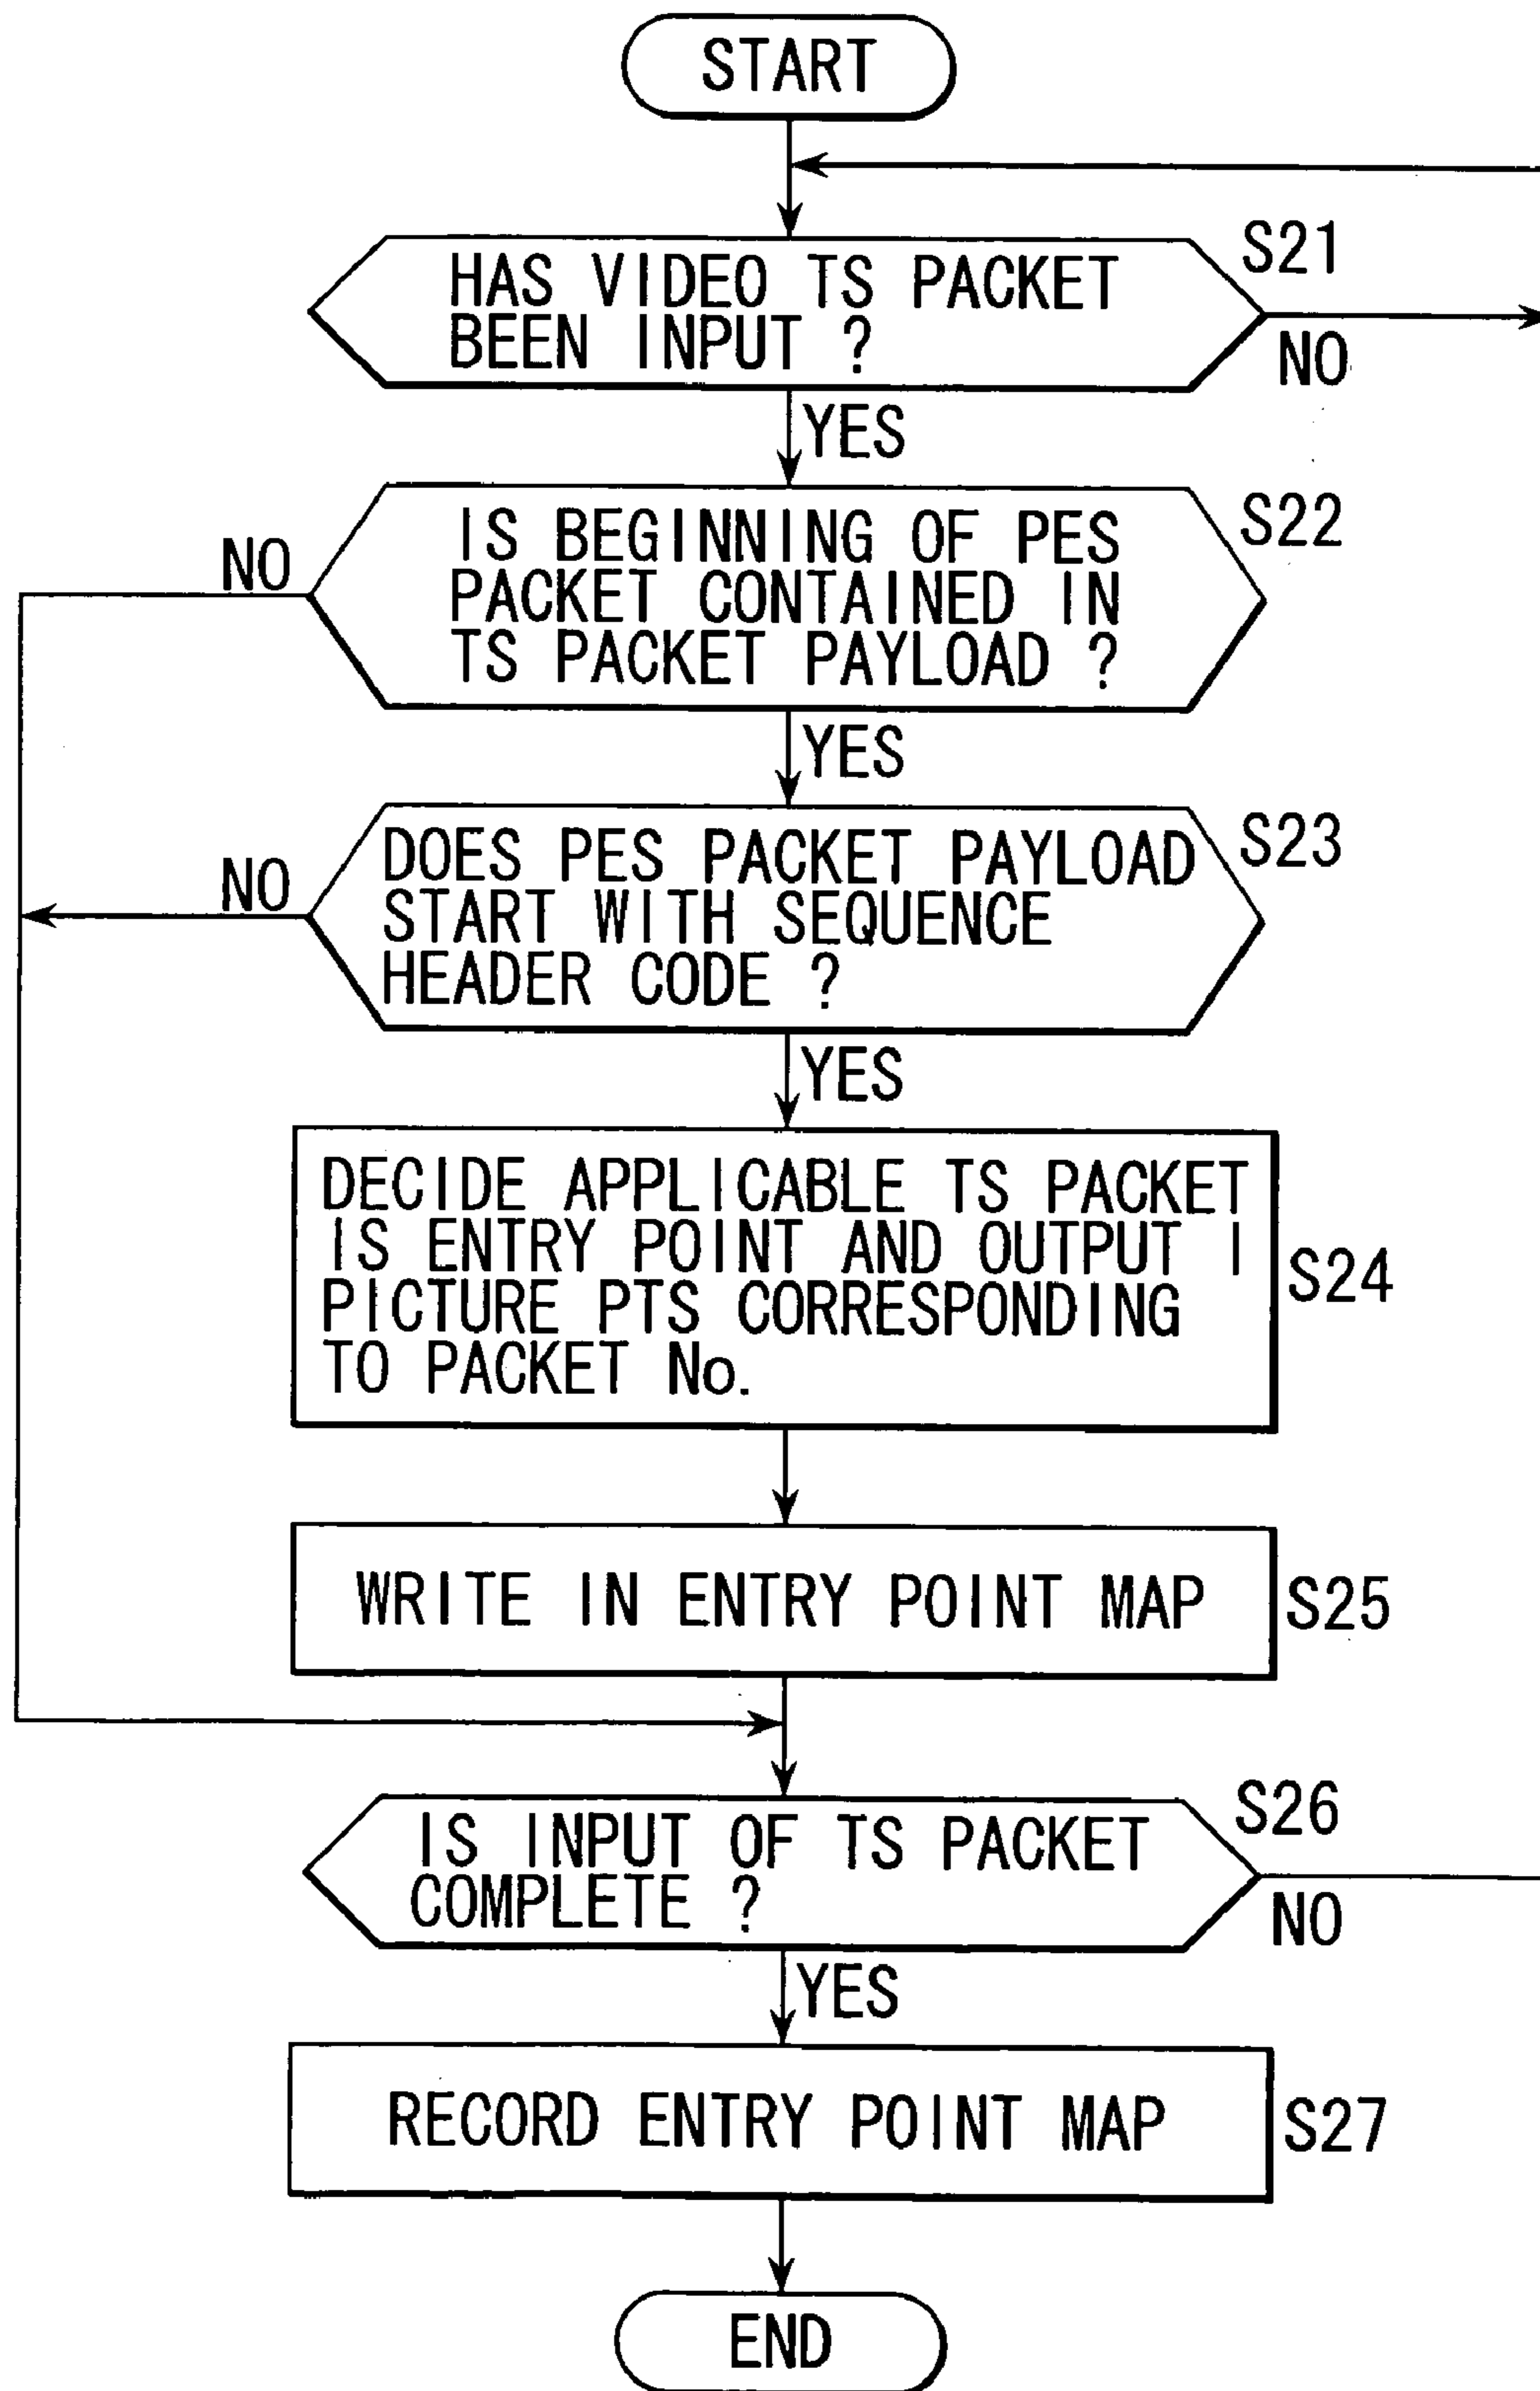 START
HAS VIDEO TS PACKET
BEEN INPUT ?
S21
NO
YES
IS BEGINNING OF PES
PACKET CONTAINED IN
TS PACKET PAYLOAD ?
S22
NO
YES
DOES PES PACKET PAYLOAD
START WITH SEQUENCE
HEADER CODE ?
S23
NO
YES
DECIDE APPLICABLE TS PACKET
IS ENTRY POINT AND OUTPUT I
PICTURE PTS CORRESPONDING
TO PACKET No.
S24
WRITE IN ENTRY POINT MAP
S25
IS INPUT OF TS PACKET
COMPLETE ?
S26
NO
YES
RECORD ENTRY POINT MAP
S27
END